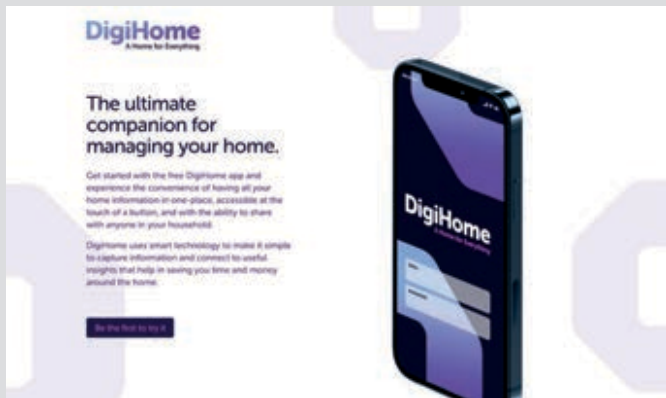 DigiHome
A Home for Everything
The ultimate
companion for
managing your home.
Get started with the free DigiHome app and
experience the convenience of having all your
home information in one-place, accessible at the
touch of a button, and with the ability to share
with anyone in your household.
DigiHome uses smart technology to make it simple
to capture information and connect to useful
insights that help in saving you time and money
around the home.
Be the first to try it
DigiHome
A Home for Everything